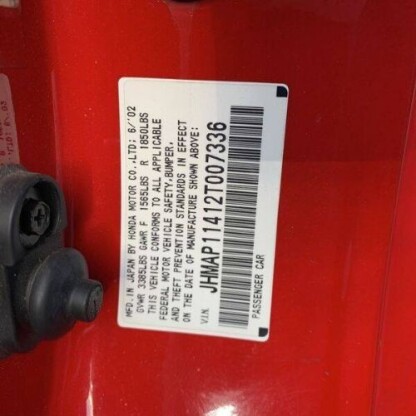 MFD.IN JAPAN BY HONDA MOTOR CO.,LTD; 6/'02
GVWR 3385LBS GAWR F 1565LBS R 1850LBS
THIS VEHICLE CONFORMS TO ALL APPLICABLE
FEDERAL MOTOR VEHICLE SAFETY,BUMPER,
AND THEFT PREVENTION STANDARDS IN EFFECT
ON THE DATE OF MANUFACTURE SHOWN ABOVE:
V.I.N. JHMAP11412T007336
PASSENGER CAR